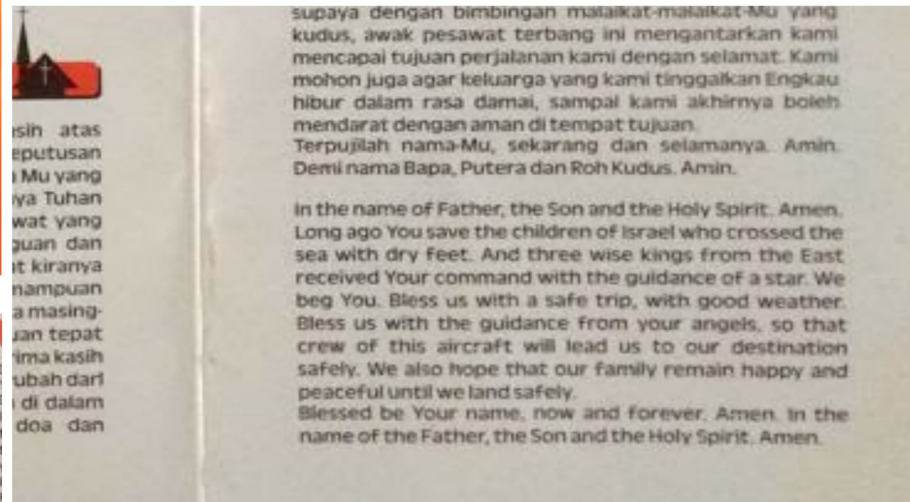 asih atas
eputusan
Mu yang
ya Tuhan
wat yang
guan dan
t kiranya
mampuan
a masing-
uan tepat
rima kasih
ubah dari
di dalam
doa dan
supaya dengan bimbingan malaikat-malaikat-Mu yang
kudus, awak pesawat terbang ini mengantarkan kami
mencapai tujuan perjalanan kami dengan selamat. Kami
mohon juga agar keluarga yang kami tinggalkan Engkau
hibur dalam rasa damai, sampai kami akhirnya boleh
mendarat dengan aman di tempat tujuan.
Terpujilah nama-Mu, sekarang dan selamanya. Amin.
Demi nama Bapa, Putera dan Roh Kudus. Amin.
In the name of Father, the Son and the Holy Spirit. Amen.
Long ago You save the children of Israel who crossed the
sea with dry feet. And three wise kings from the East
received Your command with the guidance of a star. We
beg You. Bless us with a safe trip, with good weather.
Bless us with the guidance from your angels, so that
crew of this aircraft will lead us to our destination
safely. We also hope that our family remain happy and
peaceful until we land safely.
Blessed be Your name, now and forever. Amen. In the
name of the Father, the Son and the Holy Spirit. Amen.